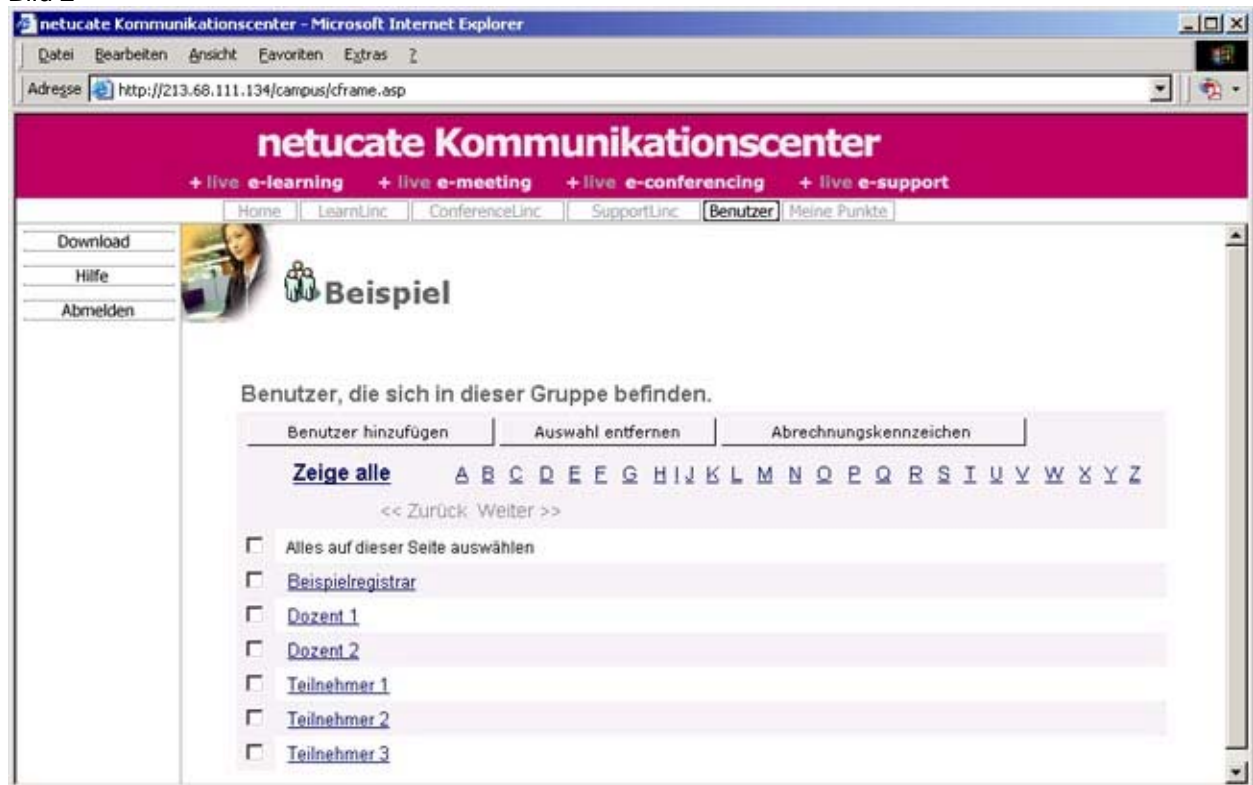 Bild 2
netucate Kommunikationscenter - Microsoft Internet Explorer
Datei Bearbeiten Ansicht Favoriten Extras ?
Adresse http://213.68.111.134/campus/cframe.asp
netucate Kommunikationscenter
+ live e-learning + live e-meeting + live e-conferencing + live e-support
Home LearnLinc ConferenceLinc SupportLinc Benutzer Meine Punkte
Download
Hilfe
Abmelden
Beispiel
Benutzer, die sich in dieser Gruppe befinden.
Benutzer hinzufügen Auswahl entfernen Abrechnungskennzeichen
Zeige alle A B C D E F G H I J K L M N O P Q R S T U V W X Y Z
<< Zurück Weiter >>
Alles auf dieser Seite auswählen
Beispielregistrar
Dozent 1
Dozent 2
Teilnehmer 1
Teilnehmer 2
Teilnehmer 3